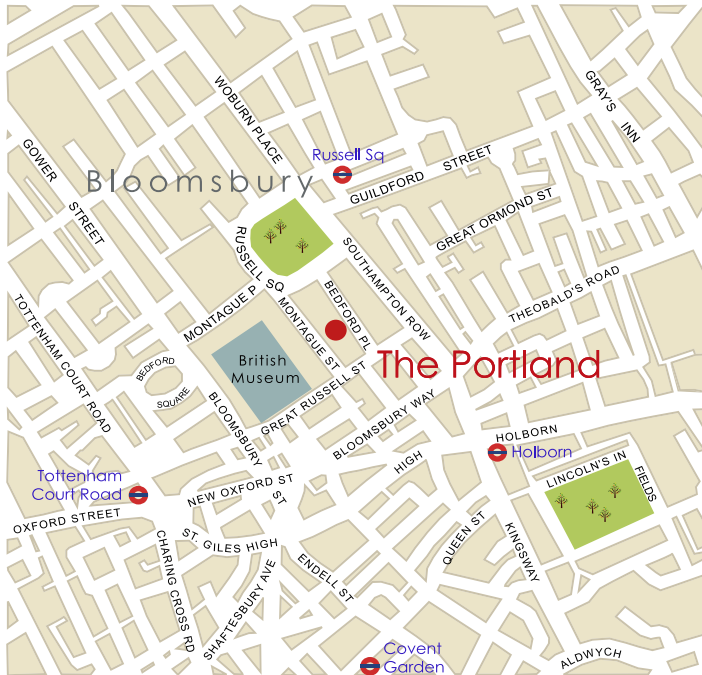 WOBURN PLACE
GRAY'S INN
GOWER STREET
Russell Sq
Bloomsbury
GUILDFORD STREET
GREAT ORMOND ST
RUSSELL SQ
SOUTHAMPTON ROW
BEDFORD PL
MONTAGUE P
MONTAGUE ST
THEOBALD'S ROAD
TOTTENHAM COURT ROAD
British
Museum
The Portland
BEDFORD
SQUARE
BLOOMSBURY ST
GREAT RUSSELL ST
BLOOMSBURY WAY
HOLBORN
Holborn
HIGH
LINCOLN'S IN FIELDS
Tottenham
Court Road
NEW OXFORD ST
OXFORD STREET
ST. GILES HIGH
CHARING CROSS RD
SHAFTESBURY AVE
ENDELL ST
QUEEN ST
KINGSWAY
Covent
Garden
ALDWYCH